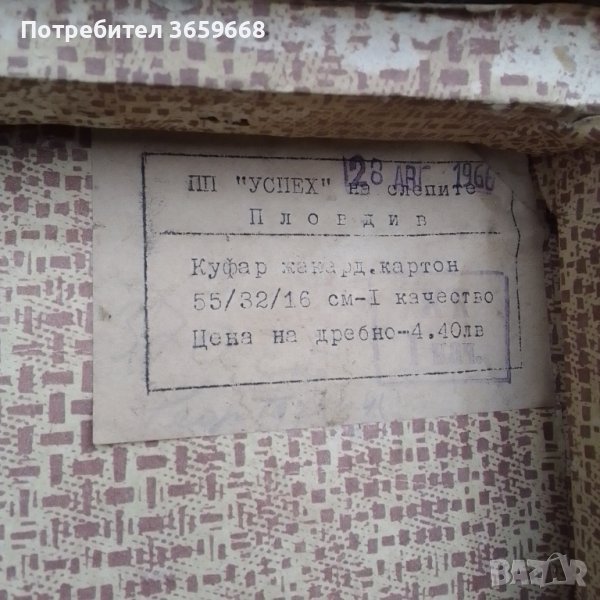 Потребител 3659668
28 АВГ. 1966
ПП "УСПЕХ" на слепите
Пловдив
Куфар жакард.картон
55/32/16 см-I качество
Цена на дребно-4.40лв
BAZAR